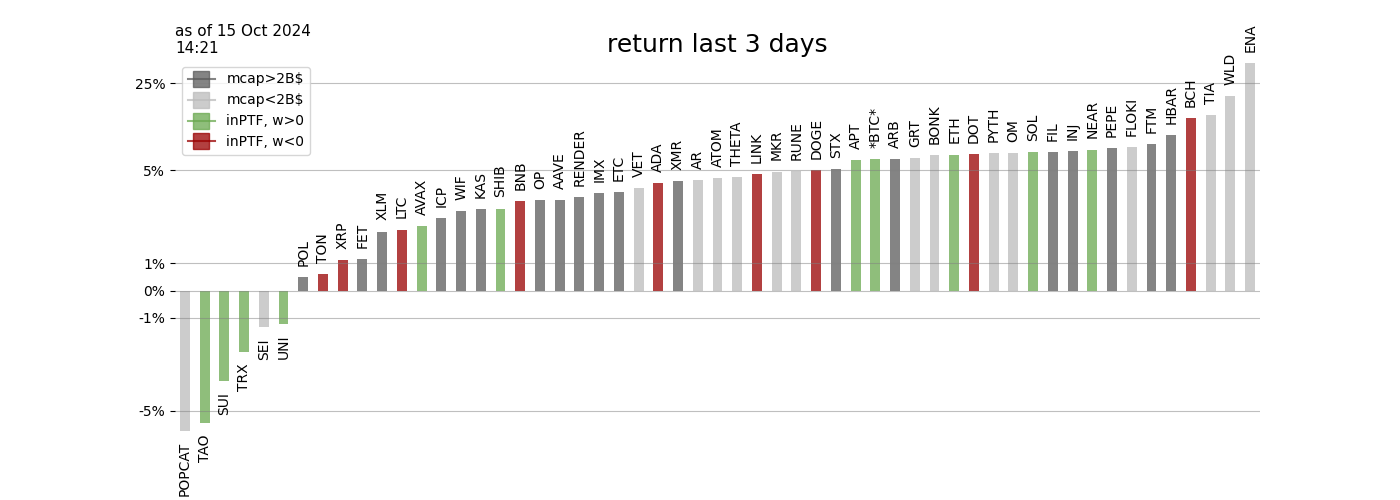 as of 15 Oct 2024
14:21
return last 3 days
mcap>2B$
mcap<2B$
inPTF, w>0
inPTF, w<0
25%
5%
1%
0%
-1%
-5%
POPCAT
TAO
SUI
TRX
SEI
UNI
POL
TON
XRP
FET
XLM
LTC
AVAX
ICP
WIF
KAS
SHIB
BNB
OP
AAVE
RENDER
IMX
ETC
VET
ADA
XMR
AR
ATOM
THETA
LINK
MKR
RUNE
DOGE
STX
APT
*BTC*
ARB
GRT
BONK
ETH
DOT
PYTH
OM
SOL
FIL
INJ
NEAR
PEPE
FLOKI
FTM
HBAR
BCH
TIA
WLD
ENA